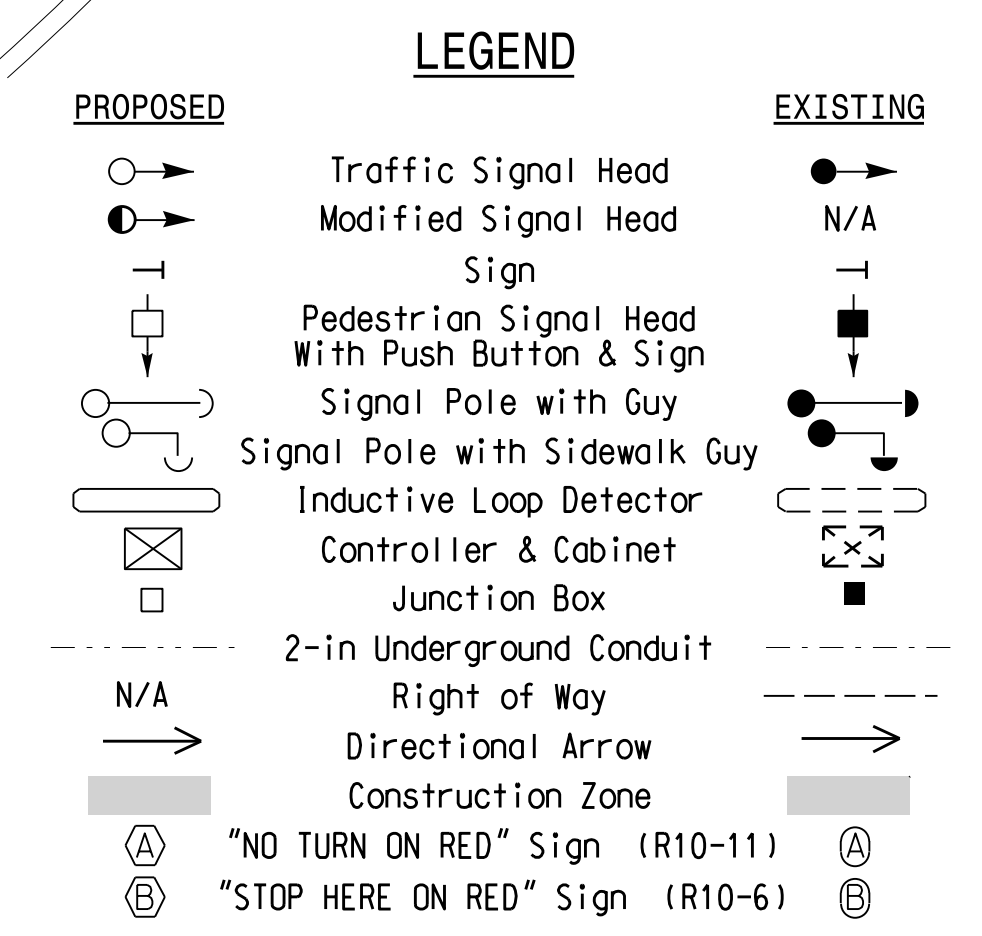 LEGEND
PROPOSED EXISTING
Traffic Signal Head
Modified Signal Head N/A
Sign
Pedestrian Signal Head
With Push Button & Sign
Signal Pole with Guy
Signal Pole with Sidewalk Guy
Inductive Loop Detector
Controller & Cabinet
Junction Box
2-in Underground Conduit
N/A Right of Way
Directional Arrow
Construction Zone
A "NO TURN ON RED" Sign (R10-11) A
B "STOP HERE ON RED" Sign (R10-6) B